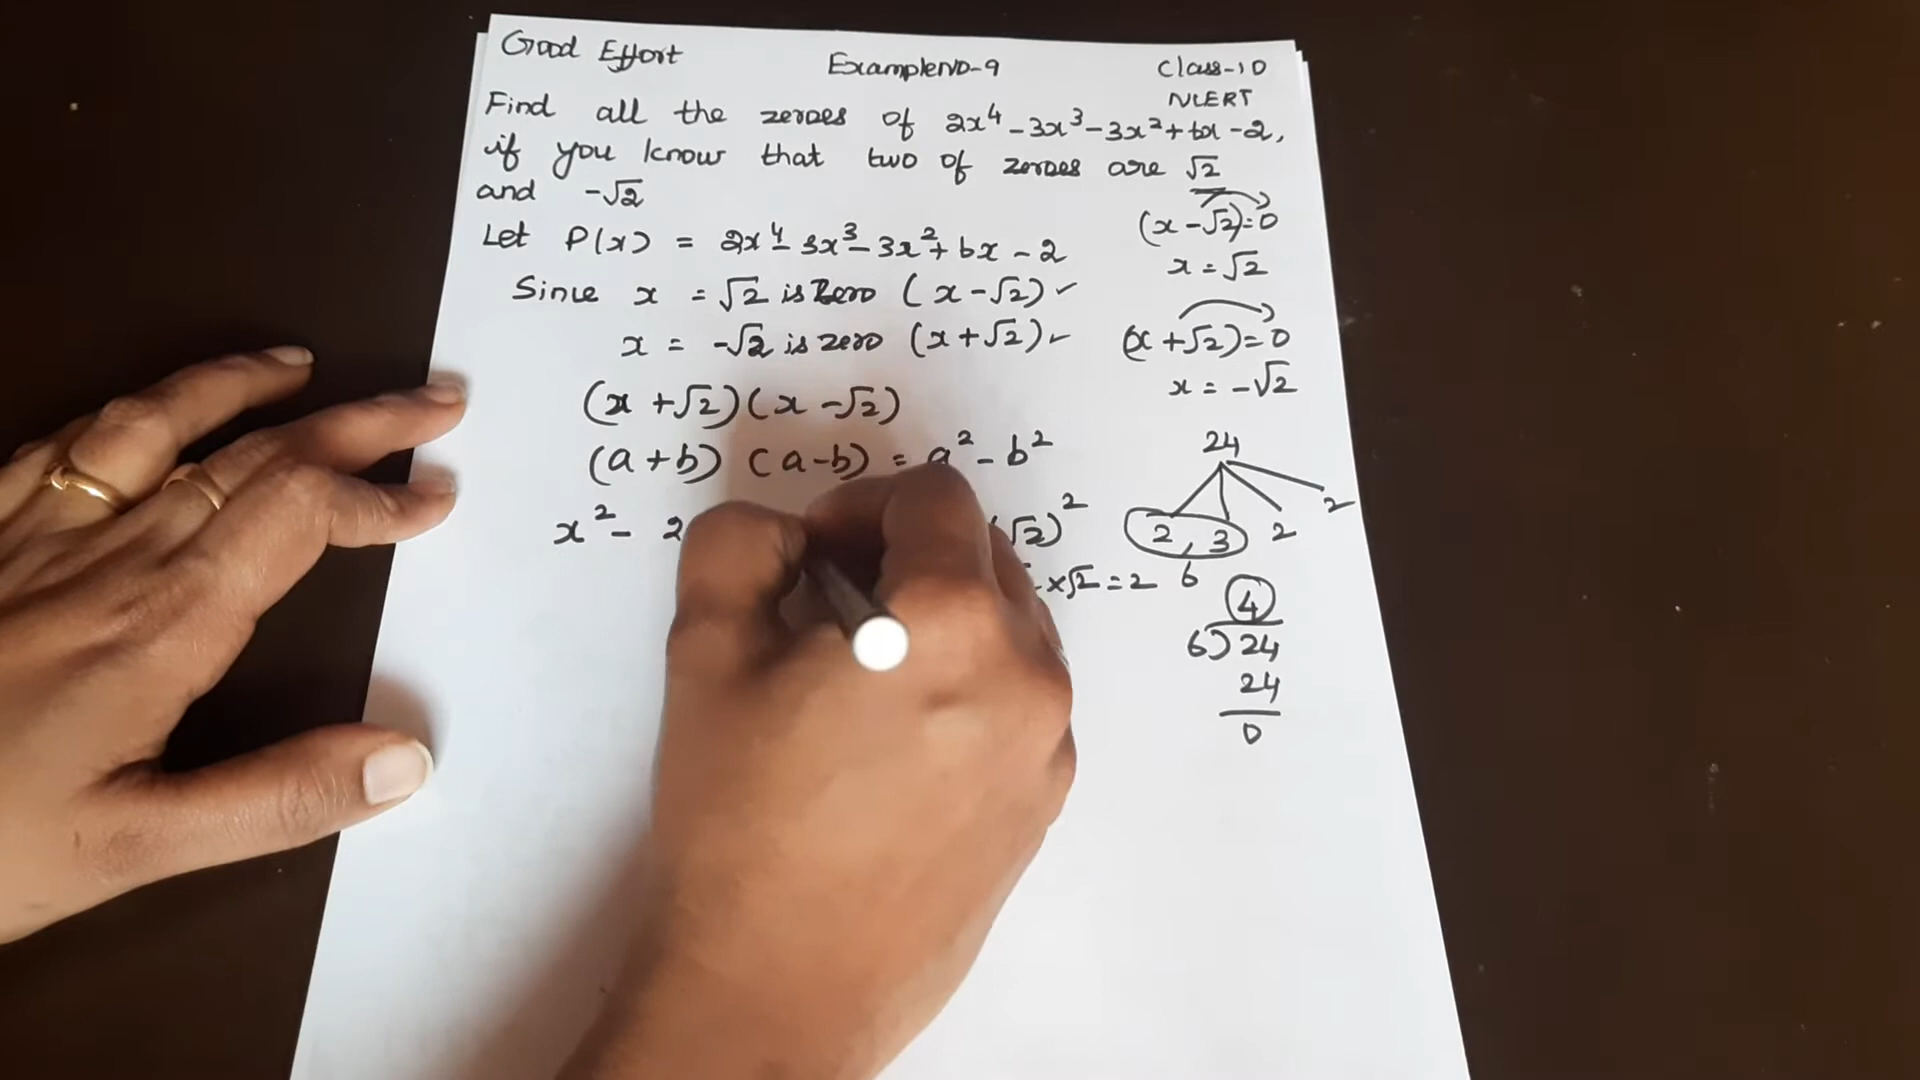 Good Effort Example NO-9 Class-10
NCERT
Find all the zeroes of 2x⁴-3x³-3x²+6x-2,
if you know that two of zeroes are √2
and -√2
(x-√2)=0
Let P(x) = 2x⁴-3x³-3x²+6x-2
x=√2
Since x = √2 is Zero (x-√2)✓
x = -√2 is zero (x+√2)✓
(x+√2)=0
x = -√2
(x+√2)(x-√2)
(a+b) (a-b) = a²-b²
24
x²- 2
√2)²
2, 3 2 2
×√2=2
6
4
6)24
24
0